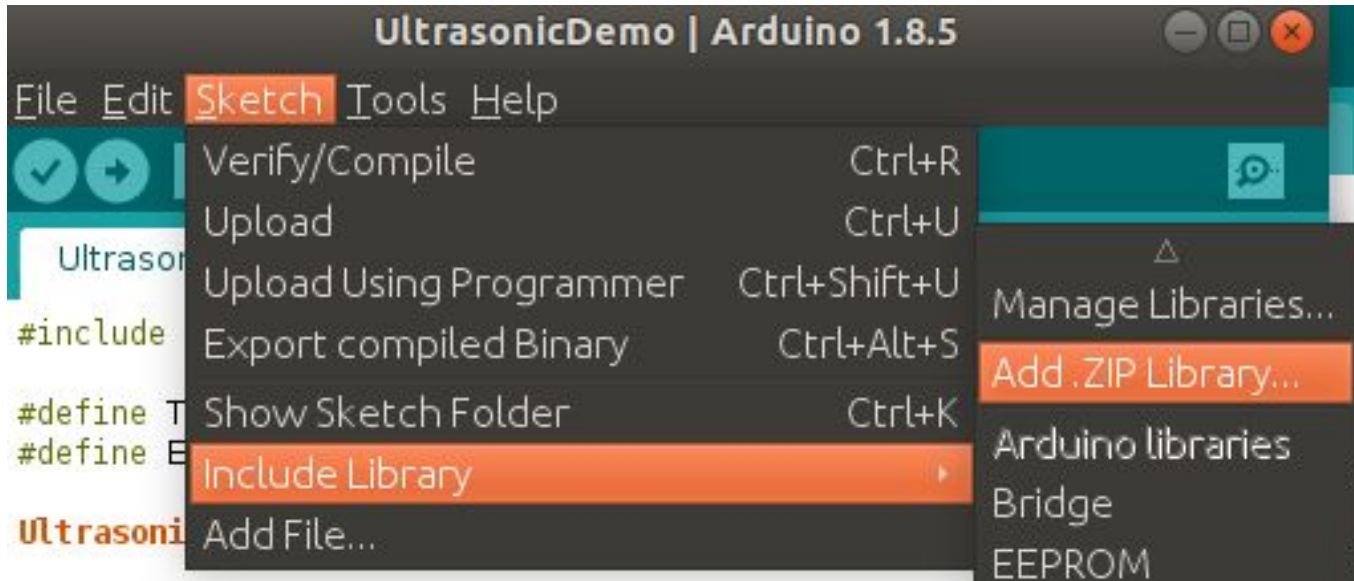 UltrasonicDemo | Arduino 1.8.5
File Edit Sketch Tools Help
Verify/Compile Ctrl+R
Upload Ctrl+U
Upload Using Programmer Ctrl+Shift+U
Export compiled Binary Ctrl+Alt+S
Show Sketch Folder Ctrl+K
Include Library
Add File...
Manage Libraries...
Add .ZIP Library...
Arduino libraries
Bridge
EEPROM
Ultrason
#include
#define T
#define E
Ultrasoni